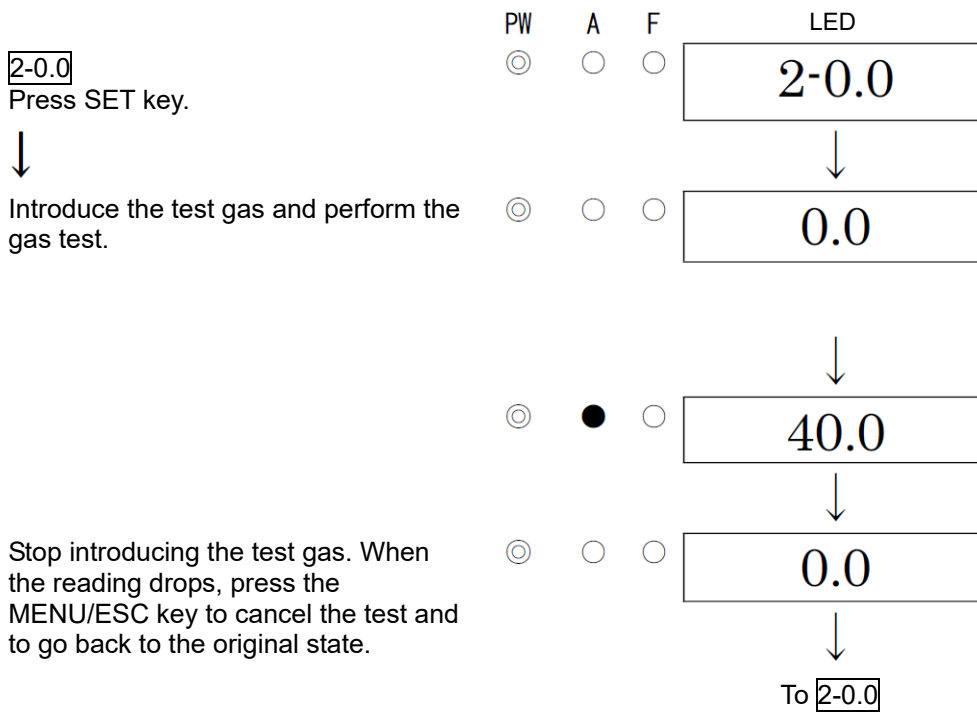 PW A F LED
2-0.0
Press SET key.
2-0.0
Introduce the test gas and perform the
gas test.
0.0
40.0
Stop introducing the test gas. When
the reading drops, press the
MENU/ESC key to cancel the test and
to go back to the original state.
0.0
To 2-0.0